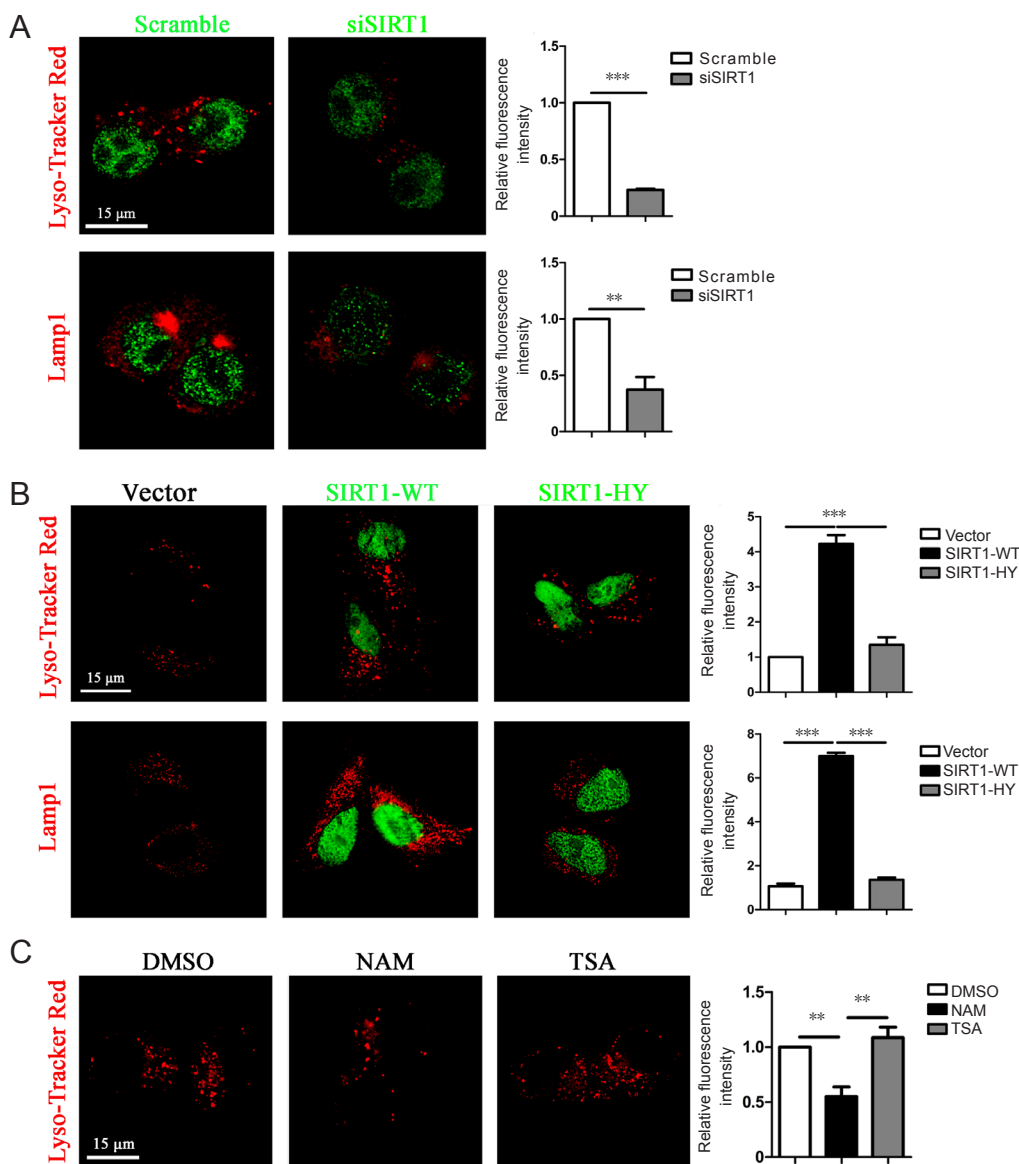 A
Scramble
siSIRT1
Lyso-Tracker Red
15 µm
Relative fluorescence
intensity
1.5
1.0
0.5
0
***
Scramble
siSIRT1
Lamp1
Relative fluorescence
intensity
1.5
1.0
0.5
0
**
Scramble
siSIRT1
B
Vector
SIRT1-WT
SIRT1-HY
Lyso-Tracker Red
15 µm
Relative fluorescence
intensity
5
4
3
2
1
0
***
Vector
SIRT1-WT
SIRT1-HY
Lamp1
Relative fluorescence
intensity
8
6
4
2
0
*** ***
Vector
SIRT1-WT
SIRT1-HY
C
DMSO
NAM
TSA
Lyso-Tracker Red
15 µm
Relative fluorescence
intensity
1.5
1.0
0.5
0
** **
DMSO
NAM
TSA